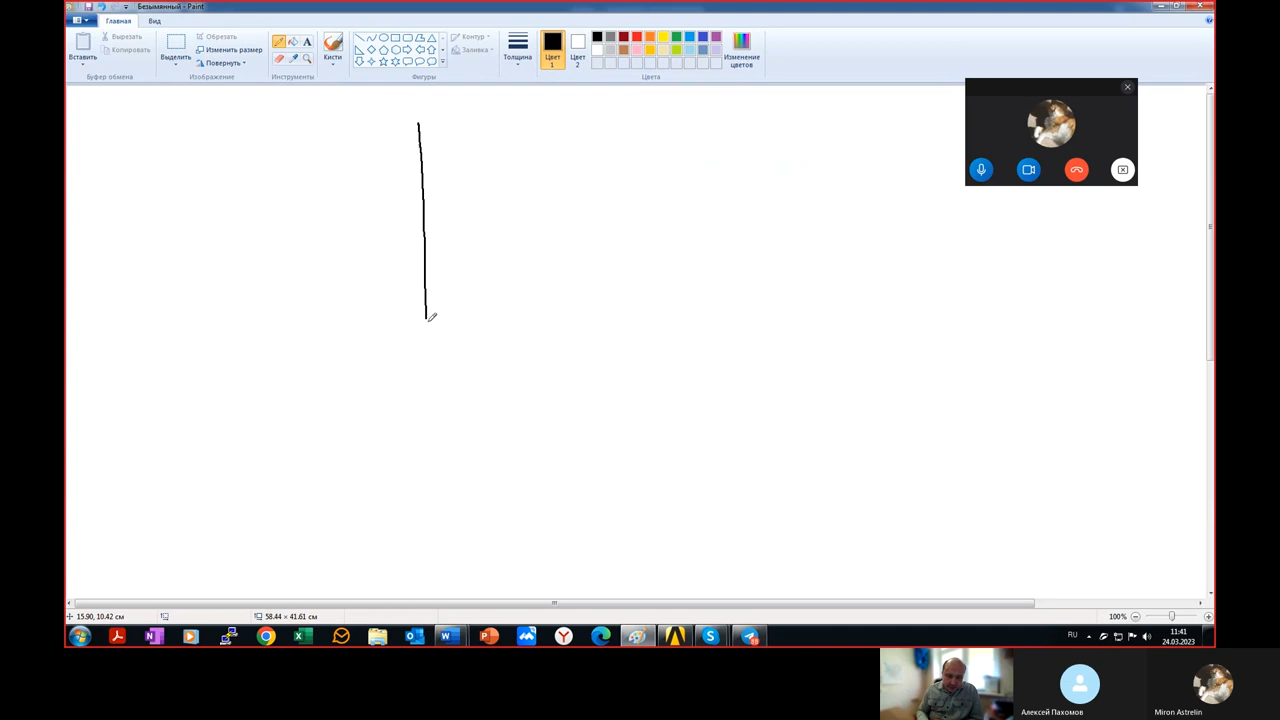 Безымянный - Paint
Главная
Вид
Вставить
Вырезать
Копировать
Буфер обмена
Выделить
Обрезать
Изменить размер
Повернуть
Изображение
A
Инструменты
Кисти
Контур
Заливка
Фигуры
Толщина
Цвет
1
Цвет
2
Изменение
цветов
Цвета
15.90, 10.42 см
58.44 × 41.61 см
100%
RU
11:41
24.03.2023
Алексей Пахомов
Miron Astrelin